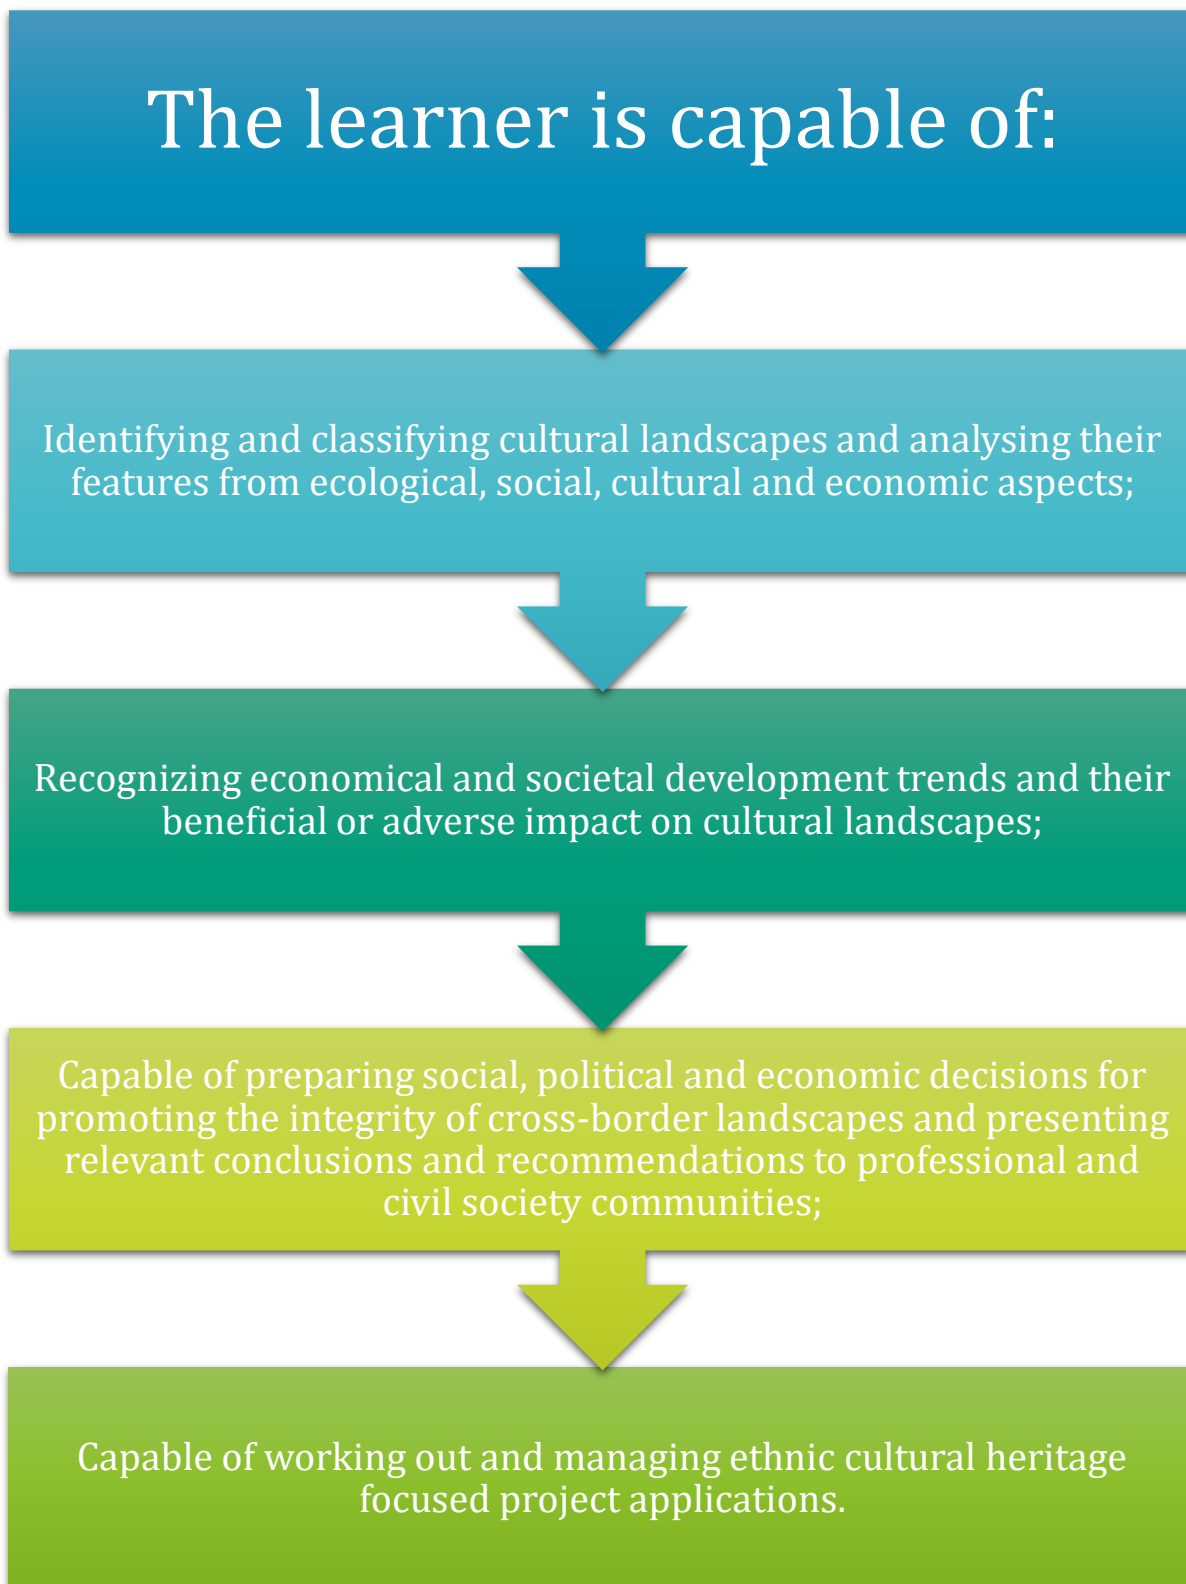 The learner is capable of:
Identifying and classifying cultural landscapes and analysing their
features from ecological, social, cultural and economic aspects;
Recognizing economical and societal development trends and their
beneficial or adverse impact on cultural landscapes;
Capable of preparing social, political and economic decisions for
promoting the integrity of cross-border landscapes and presenting
relevant conclusions and recommendations to professional and
civil society communities;
Capable of working out and managing ethnic cultural heritage
focused project applications.